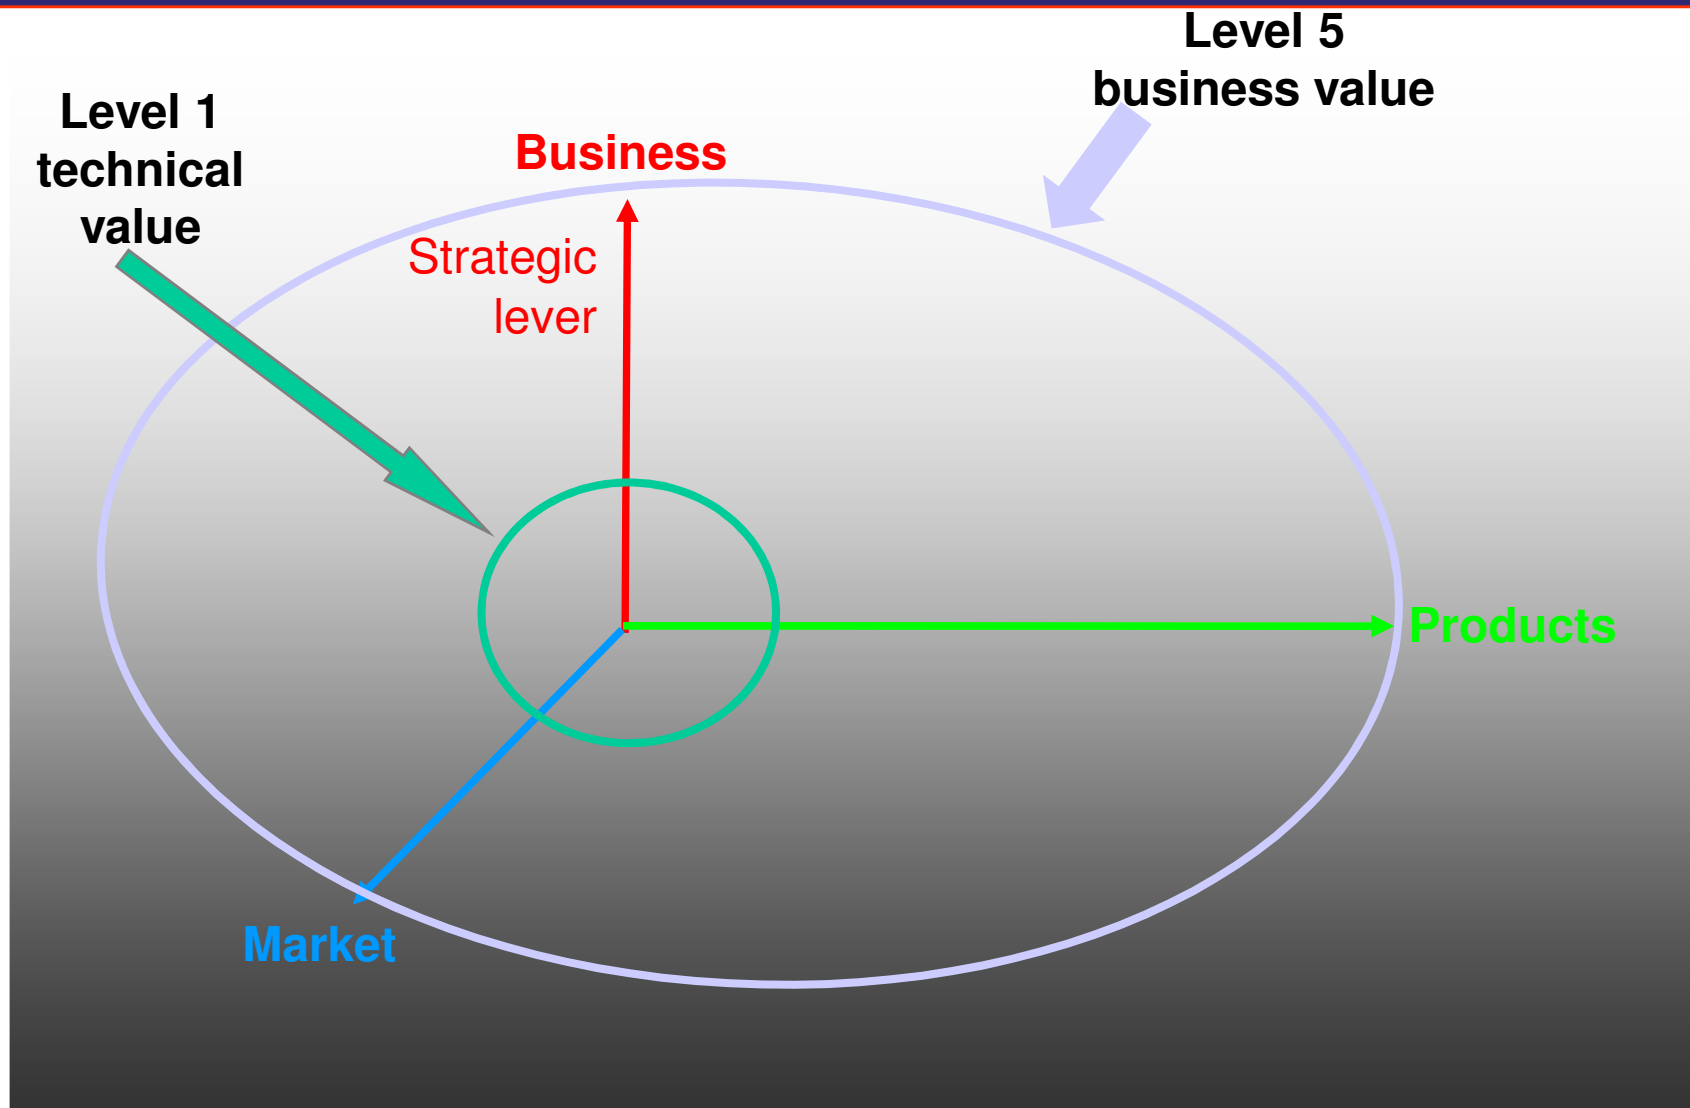 Level 5
business value
Level 1
technical
value
Business
Strategic
lever
Products
Market